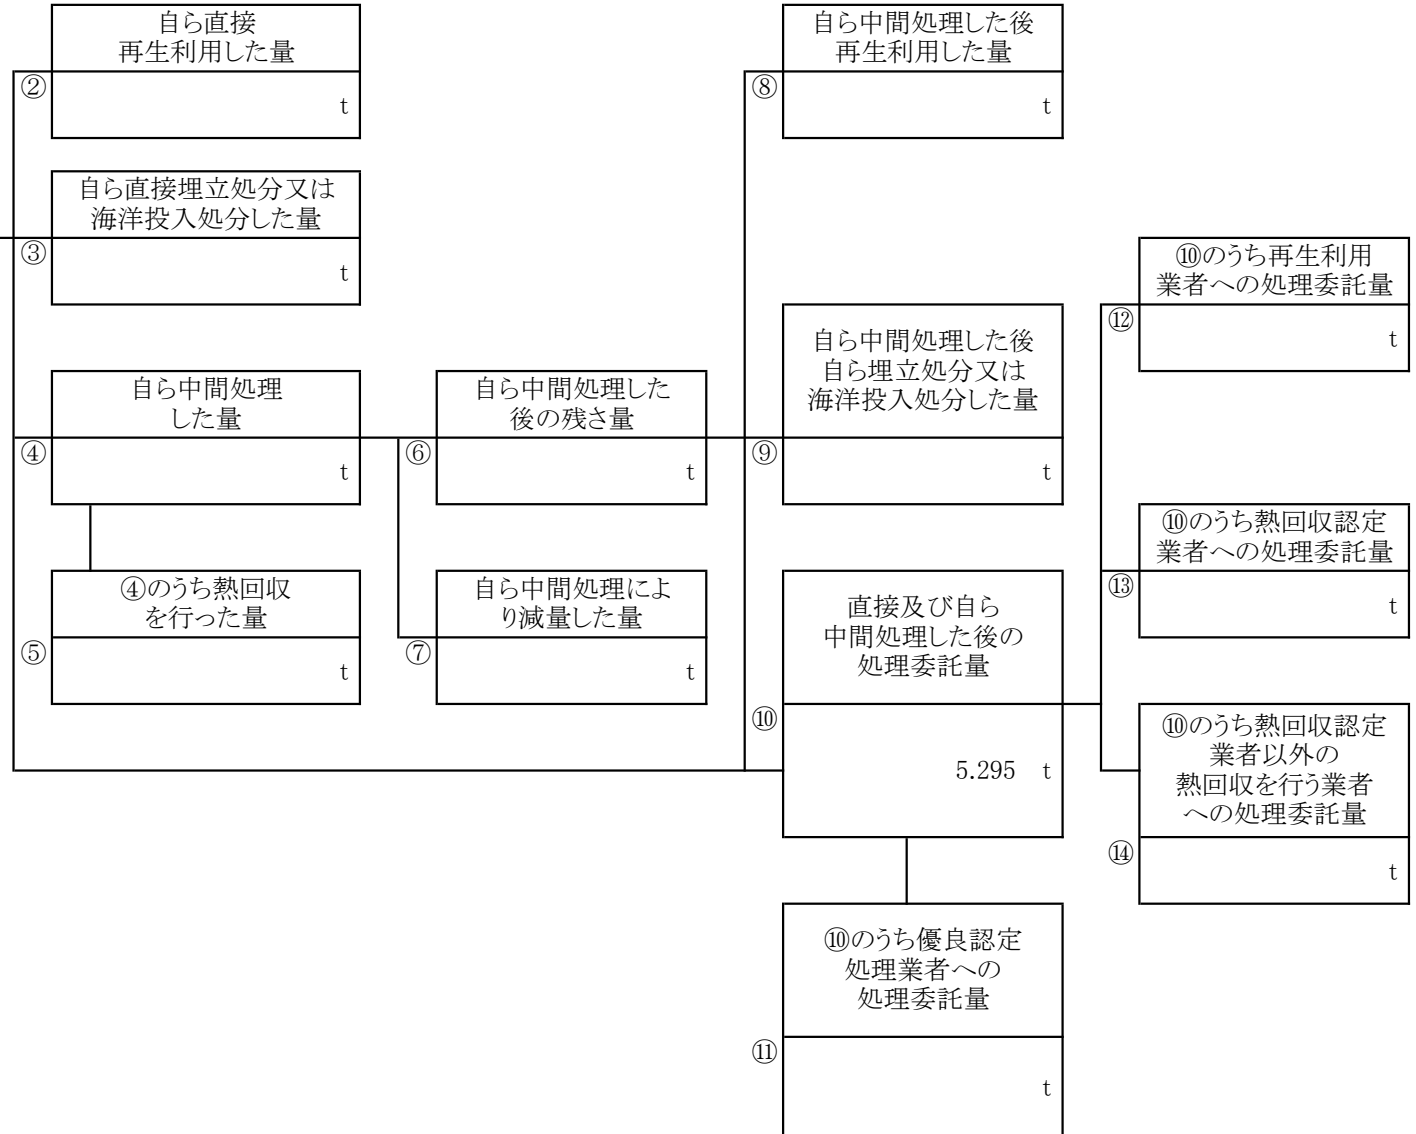 自ら直接
再生利用した量
②
t
自ら直接埋立処分又は
海洋投入処分した量
③
t
自ら中間処理
した量
④
t
④のうち熱回収
を行った量
⑤
t
自ら中間処理した
後の残さ量
⑥
t
自ら中間処理によ
り減量した量
⑦
t
自ら中間処理した後
再生利用した量
⑧
t
自ら中間処理した後
自ら埋立処分又は
海洋投入処分した量
⑨
t
直接及び自ら
中間処理した後の
処理委託量
⑩
5.295 t
⑩のうち優良認定
処理業者への
処理委託量
⑪
t
⑩のうち再生利用
業者への処理委託量
⑫
t
⑩のうち熱回収認定
業者への処理委託量
⑬
t
⑩のうち熱回収認定
業者以外の
熱回収を行う業者
への処理委託量
⑭
t